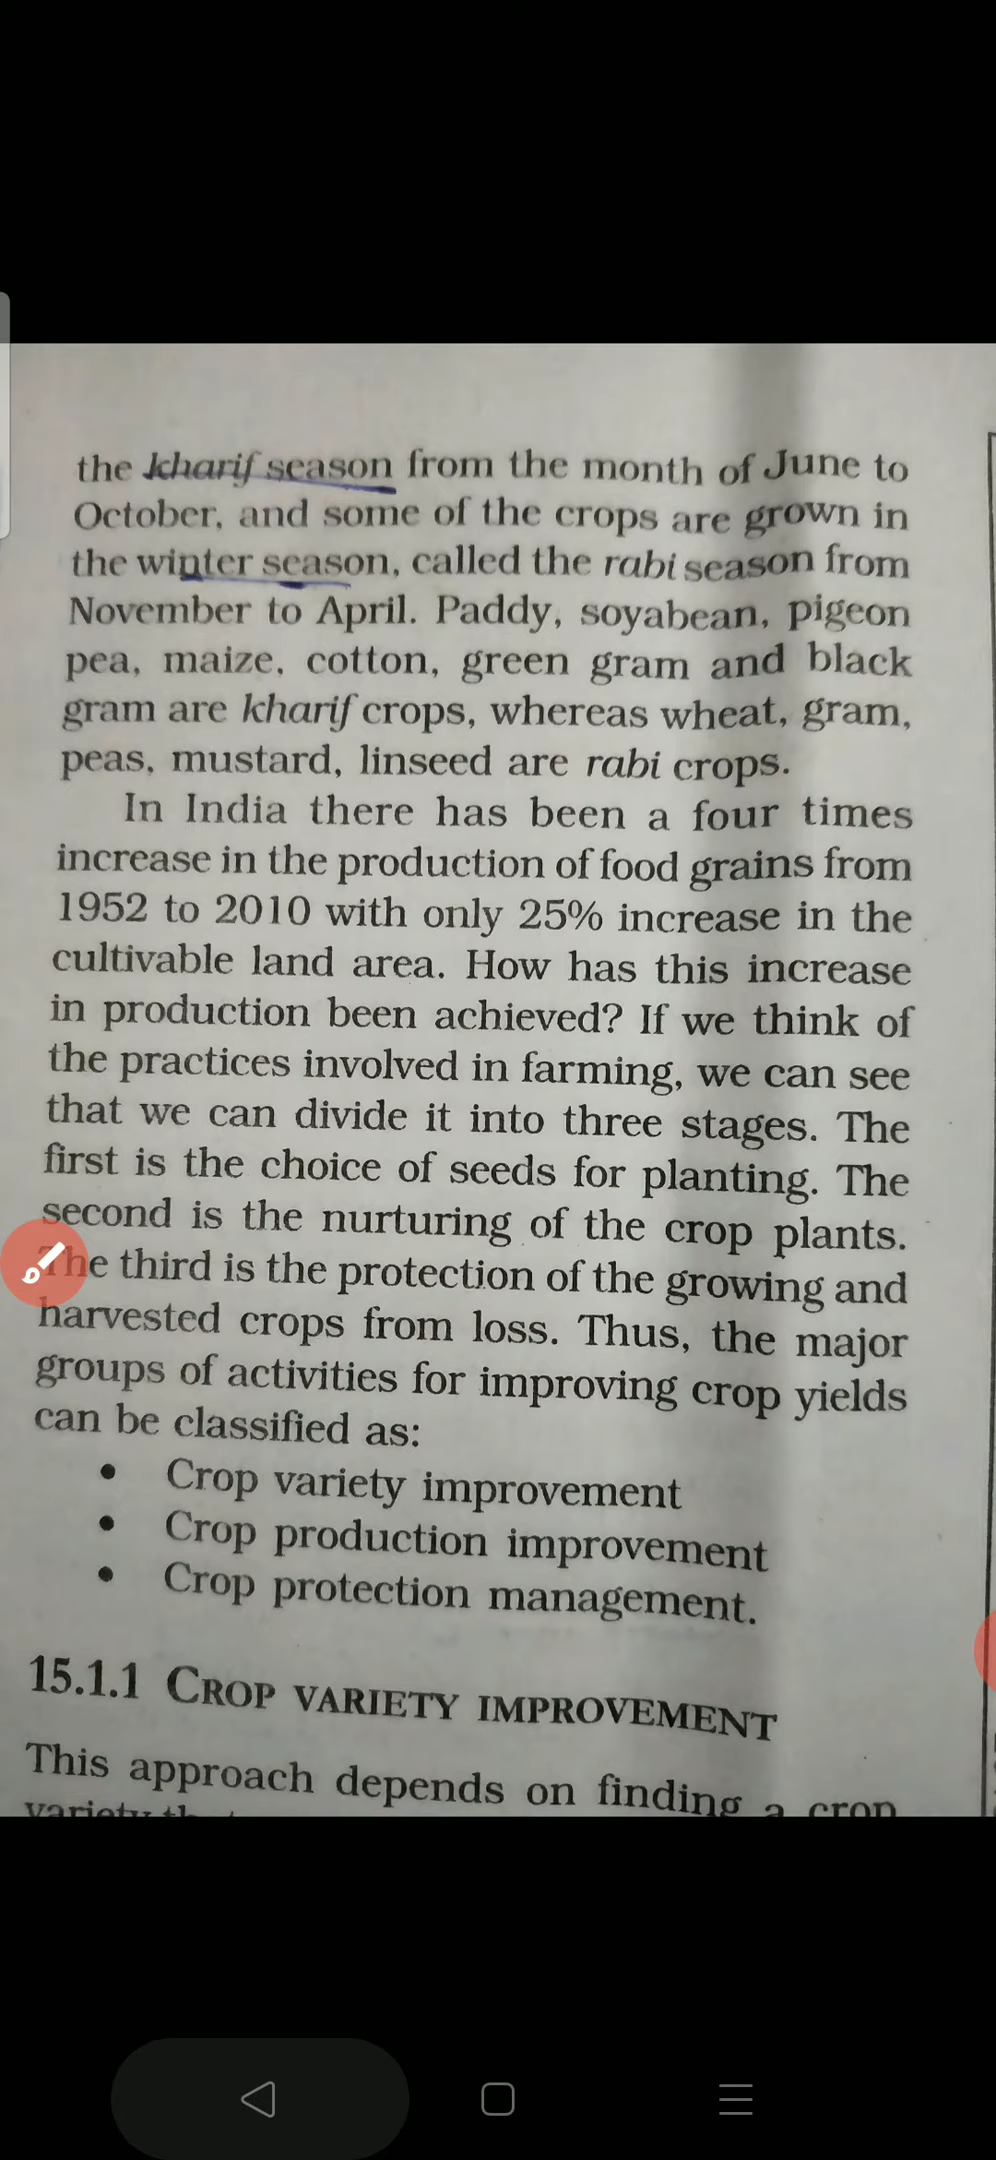 the kharif season from the month of June to
October, and some of the crops are grown in
the winter season, called the rabi season from
November to April. Paddy, soyabean, pigeon
pea, maize, cotton, green gram and black
gram are kharif crops, whereas wheat, gram,
peas, mustard, linseed are rabi crops.
In India there has been a four times
increase in the production of food grains from
1952 to 2010 with only 25% increase in the
cultivable land area. How has this increase
in production been achieved? If we think of
the practices involved in farming, we can see
that we can divide it into three stages. The
first is the choice of seeds for planting. The
second is the nurturing of the crop plants.
The third is the protection of the growing and
harvested crops from loss. Thus, the major
groups of activities for improving crop yields
can be classified as:
• Crop variety improvement
• Crop production improvement
• Crop protection management.
15.1.1 CROP VARIETY IMPROVEMENT
This approach depends on finding a crop
variety